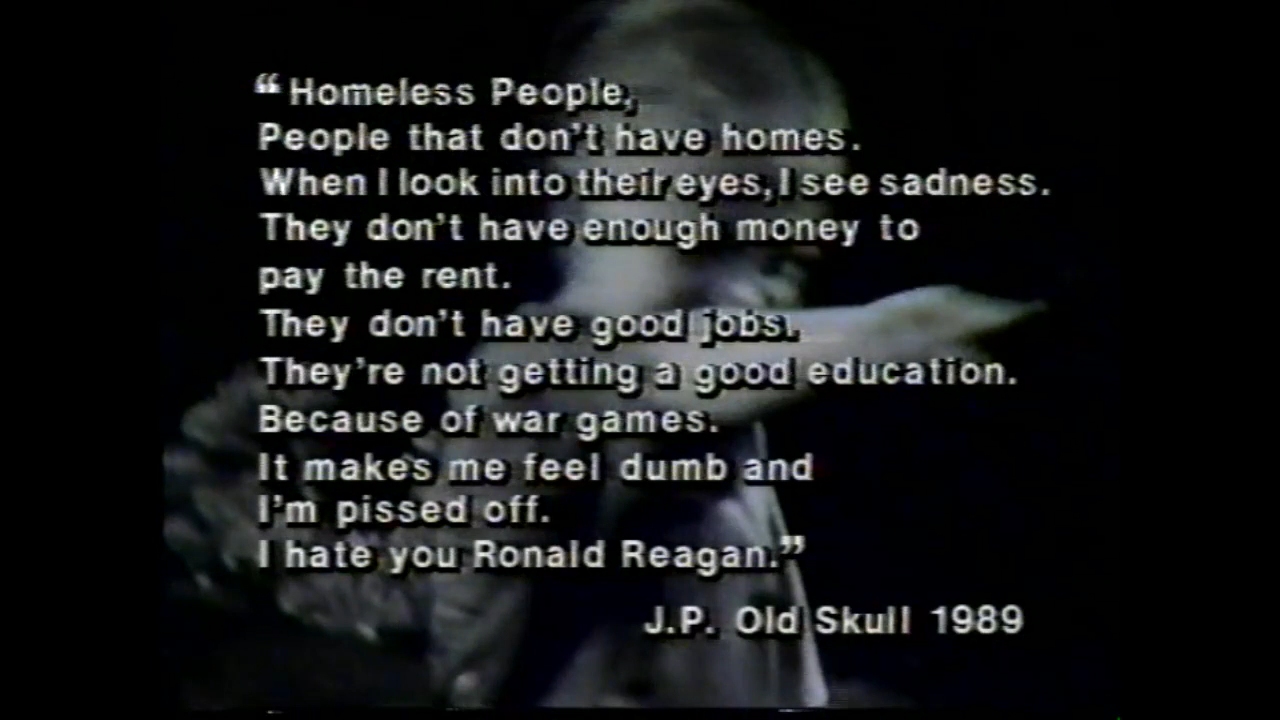 “Homeless People,
People that don’t have homes.
When I look into their eyes, I see sadness.
They don’t have enough money to
pay the rent.
They don’t have good jobs.
They’re not getting a good education.
Because of war games.
It makes me feel dumb and
I’m pissed off.
I hate you Ronald Reagan.”
J.P. Old Skull 1989